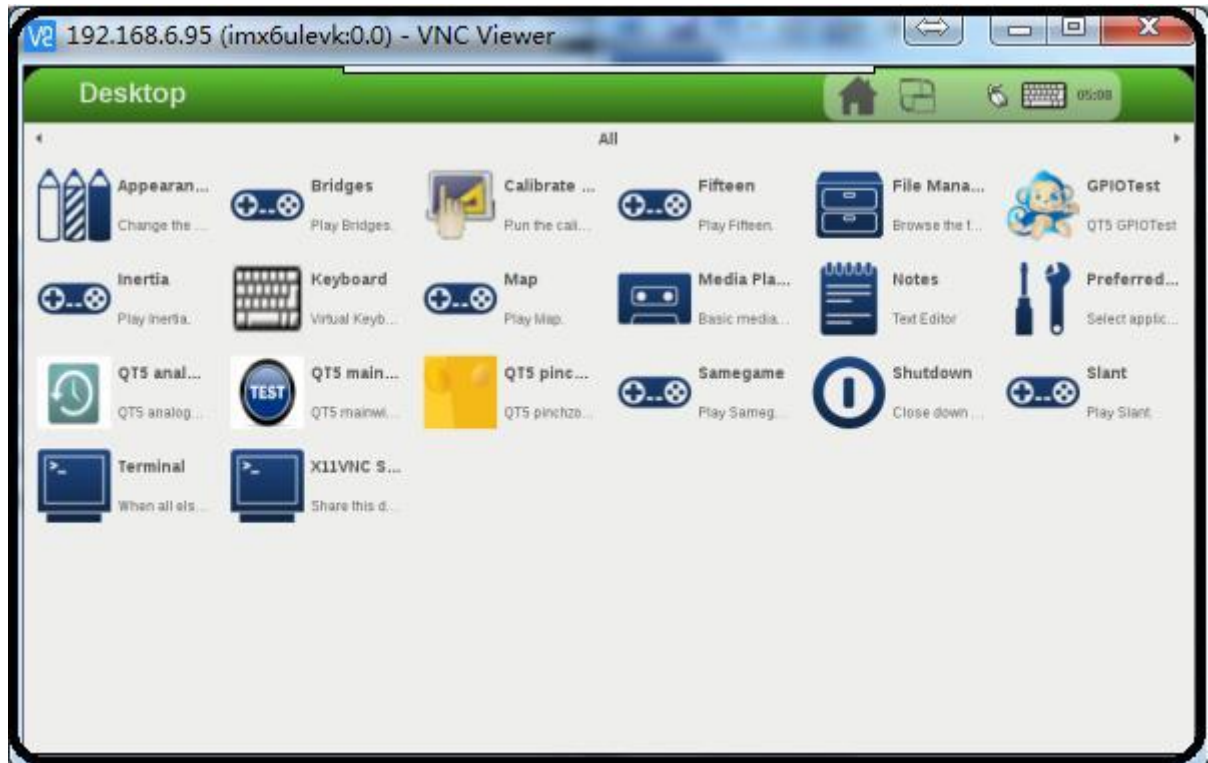 192.168.6.95 (imx6ulevk:0.0) - VNC Viewer
Desktop
05:08
All
Appearan...
Change the ...
Bridges
Play Bridges.
Calibrate ...
Run the cali...
Fifteen
Play Fifteen.
File Mana...
Browse the f...
GPIOTest
QT5 GPIOTest
Inertia
Play Inertia.
Keyboard
Virtual Keyb...
Map
Play Map.
Media Pla...
Basic media...
Notes
Text Editor
Preferred...
Select applic...
QT5 anal...
QT5 analog...
TEST
QT5 main...
QT5 mainwi...
QT5 pinc...
QT5 pinchzo...
Samegame
Play Sameg...
Shutdown
Close down ...
Slant
Play Slant.
>_
Terminal
When all els...
>_
X11VNC S...
Share this d...